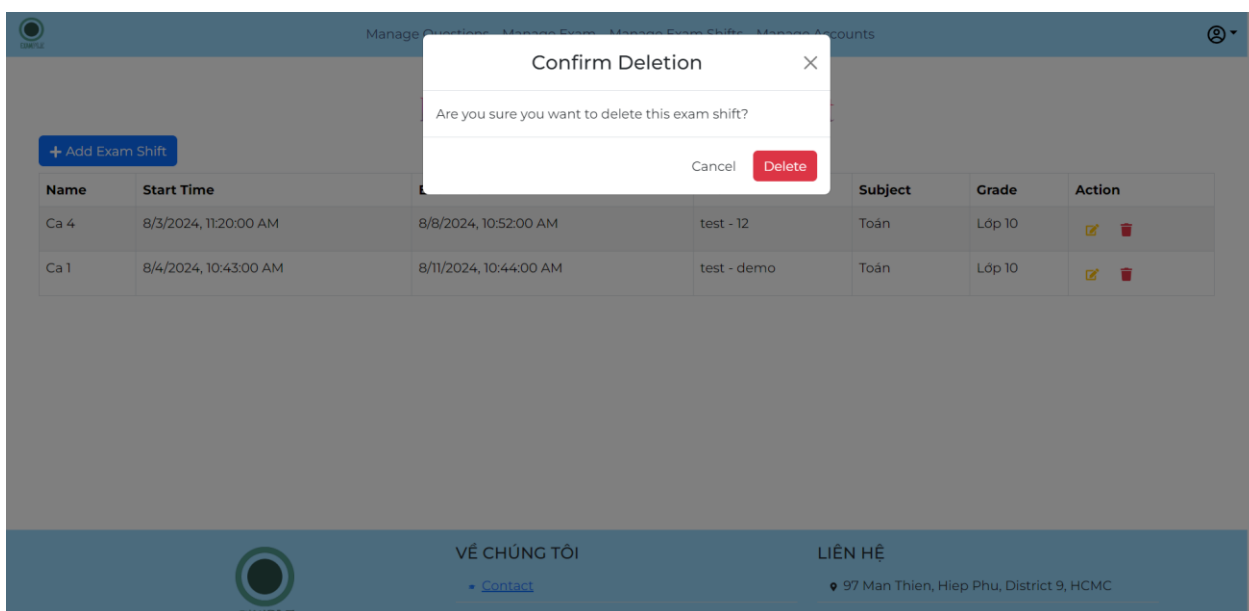 Manage Questions Manage Exam Manage Exam Shifts Manage Accounts
Confirm Deletion
Are you sure you want to delete this exam shift?
Cancel Delete
+ Add Exam Shift
Name Start Time Subject Grade Action
Ca 4 8/3/2024, 11:20:00 AM 8/8/2024, 10:52:00 AM test - 12 Toán Lớp 10
Ca 1 8/4/2024, 10:43:00 AM 8/11/2024, 10:44:00 AM test - demo Toán Lớp 10
VỀ CHÚNG TÔI LIÊN HỆ
Contact 97 Man Thien, Hiep Phu, District 9, HCMC